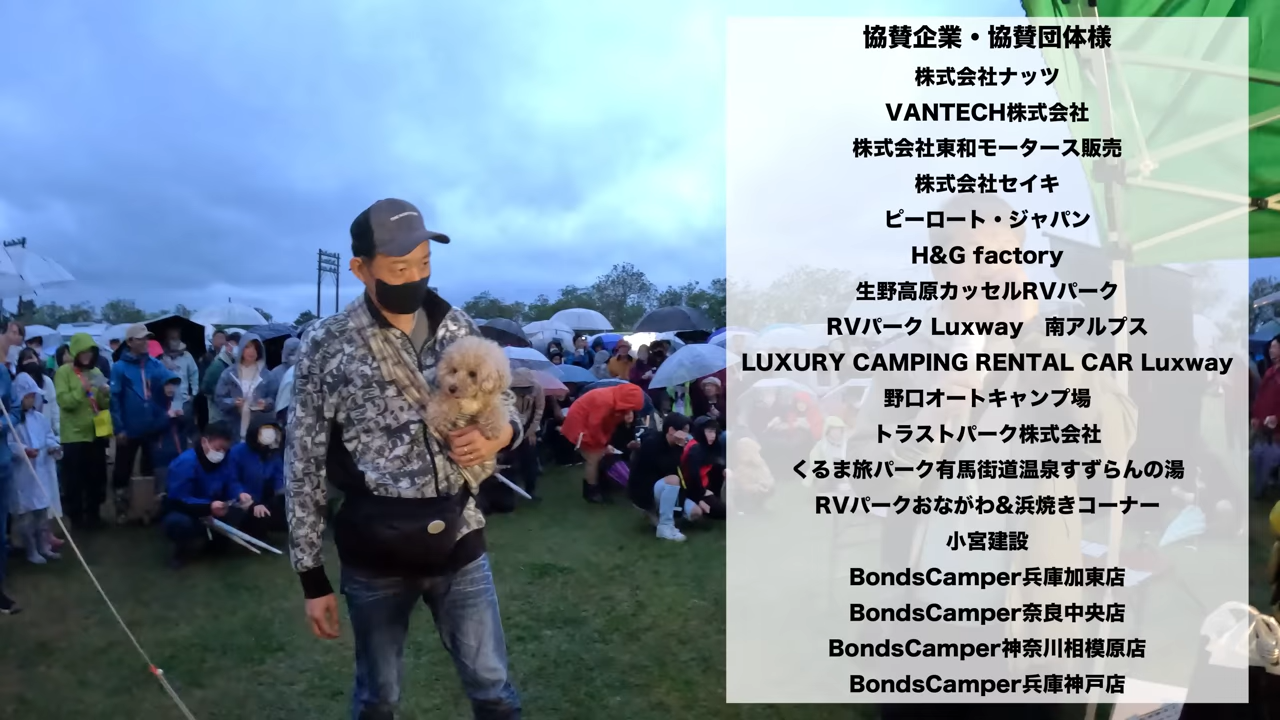 協賛企業・協賛団体様
株式会社ナッツ
VANTECH株式会社
株式会社東和モータース販売
株式会社セイキ
ピーロート・ジャパン
H&G factory
生野高原カッセルRVパーク
RVパーク Luxway　南アルプス
LUXURY CAMPING RENTAL CAR Luxway
野口オートキャンプ場
トラストパーク株式会社
くるま旅パーク有馬街道温泉すずらんの湯
RVパークおながわ&浜焼きコーナー
小宮建設
BondsCamper兵庫加東店
BondsCamper奈良中央店
BondsCamper神奈川相模原店
BondsCamper兵庫神戸店